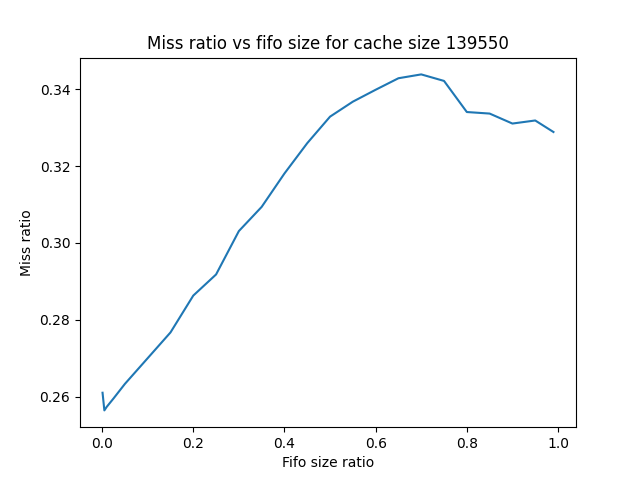 Miss ratio vs fifo size for cache size 139550
0.34
0.32
0.30
0.28
0.26
Miss ratio
0.0 0.2 0.4 0.6 0.8 1.0
Fifo size ratio